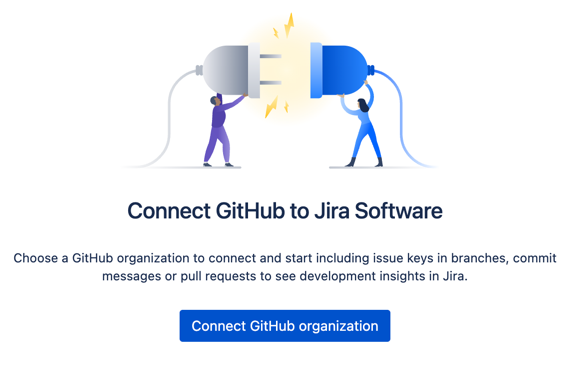 Connect GitHub to Jira Software
Choose a GitHub organization to connect and start including issue keys in branches, commit
messages or pull requests to see development insights in Jira.
Connect GitHub organization